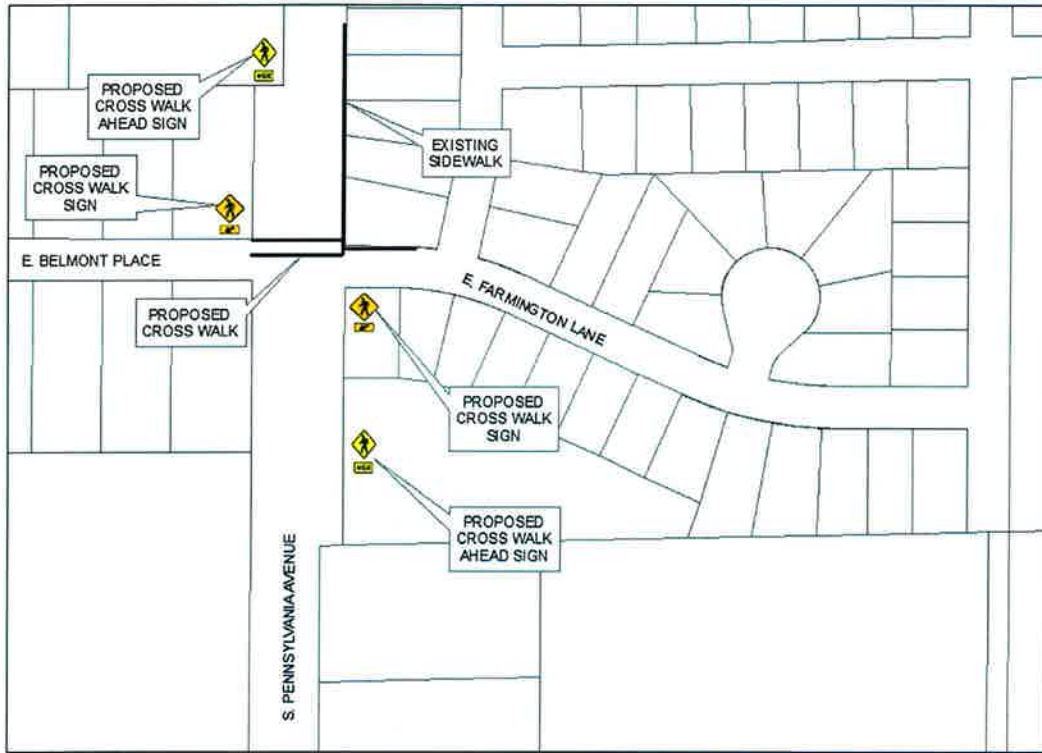 PROPOSED
CROSS WALK
AHEAD SIGN
EXISTING
SIDEWALK
PROPOSED
CROSS WALK
SIGN
E. BELMONT PLACE
PROPOSED
CROSS WALK
E. FARMINGTON LANE
PROPOSED
CROSS WALK
SIGN
PROPOSED
CROSS WALK
AHEAD SIGN
S. PENNSYLVANIA AVENUE